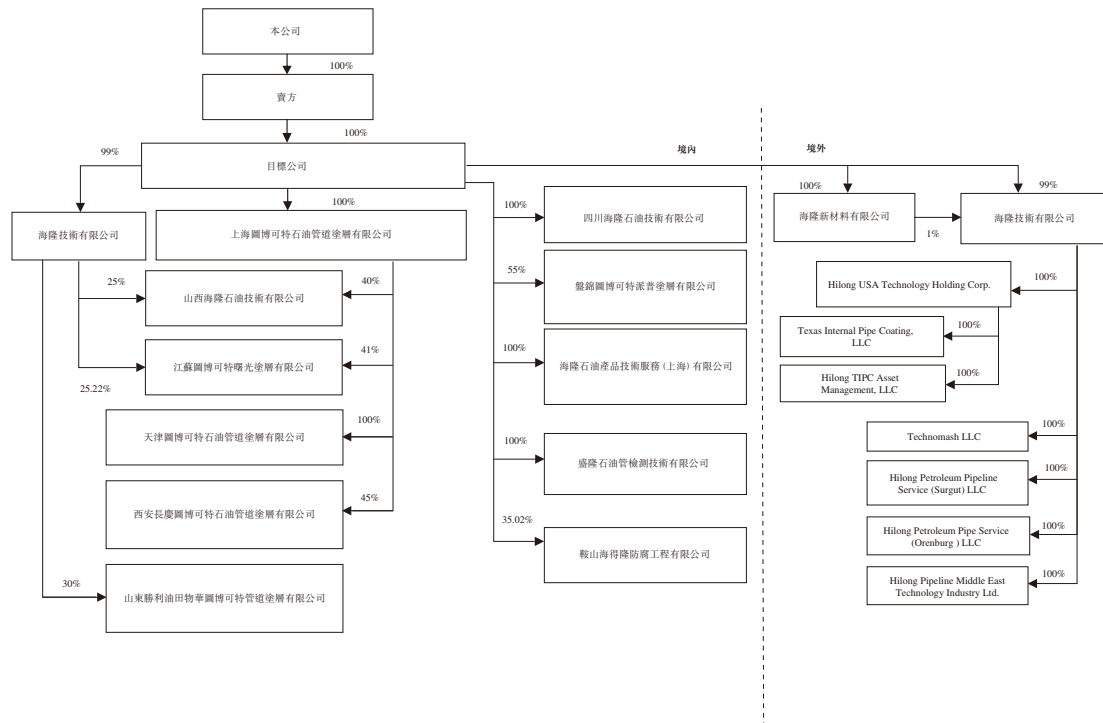 本公司
100%
賣方
100%
目標公司
99%
境內
境外
100%
海隆技術有限公司
上海圖博可特石油管道塗層有限公司
25%
40%
山西海隆石油技術有限公司
41%
江蘇圖博可特曙光塗層有限公司
25.22%
100%
天津圖博可特石油管道塗層有限公司
45%
西安長慶圖博可特石油管道塗層有限公司
30%
山東勝利油田物華圖博可特管道塗層有限公司
100%
四川海隆石油技術有限公司
55%
盤錦圖博可特派普塗層有限公司
100%
海隆石油產品技術服務 (上海) 有限公司
100%
盛隆石油管檢測技術有限公司
35.02%
鞍山海得隆防腐工程有限公司
100%
99%
海隆新材料有限公司
1%
海隆技術有限公司
100%
Hilong USA Technology Holding Corp.
Texas Internal Pipe Coating,
LLC
100%
Hilong TIPC Asset
Management, LLC
100%
Technomash LLC
100%
Hilong Petroleum Pipeline
Service (Surgut) LLC
100%
Hilong Petroleum Pipe Service
(Orenburg ) LLC
100%
Hilong Pipeline Middle East
Technology Industry Ltd.
100%